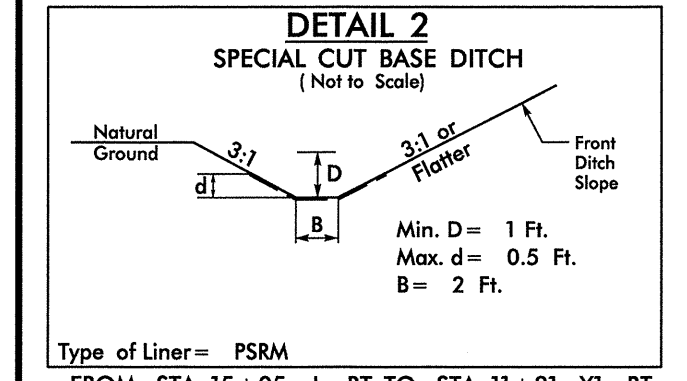 DETAIL 2
SPECIAL CUT BASE DITCH
( Not to Scale)
Natural
Ground
3:1
D
3:1 or
Flatter
Front
Ditch
Slope
d
B
Min. D= 1 Ft.
Max. d= 0.5 Ft.
B= 2 Ft.
Type of Liner= PSRM